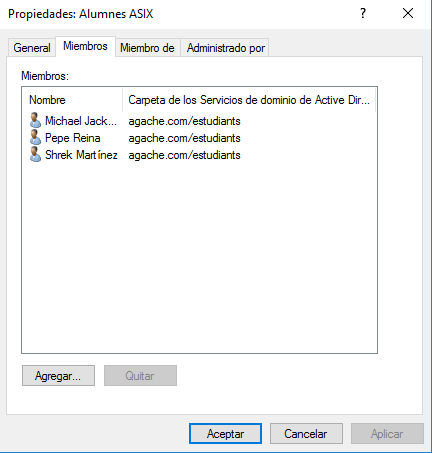 Propiedades: Alumnes ASIX ? ×
General Miembros Miembro de Administrado por
Miembros:
Nombre Carpeta de los Servicios de dominio de Active Dir...
Michael Jack... agache.com/estudiants
Pepe Reina agache.com/estudiants
Shrek Martínez agache.com/estudiants
Agregar... Quitar
Aceptar Cancelar Aplicar